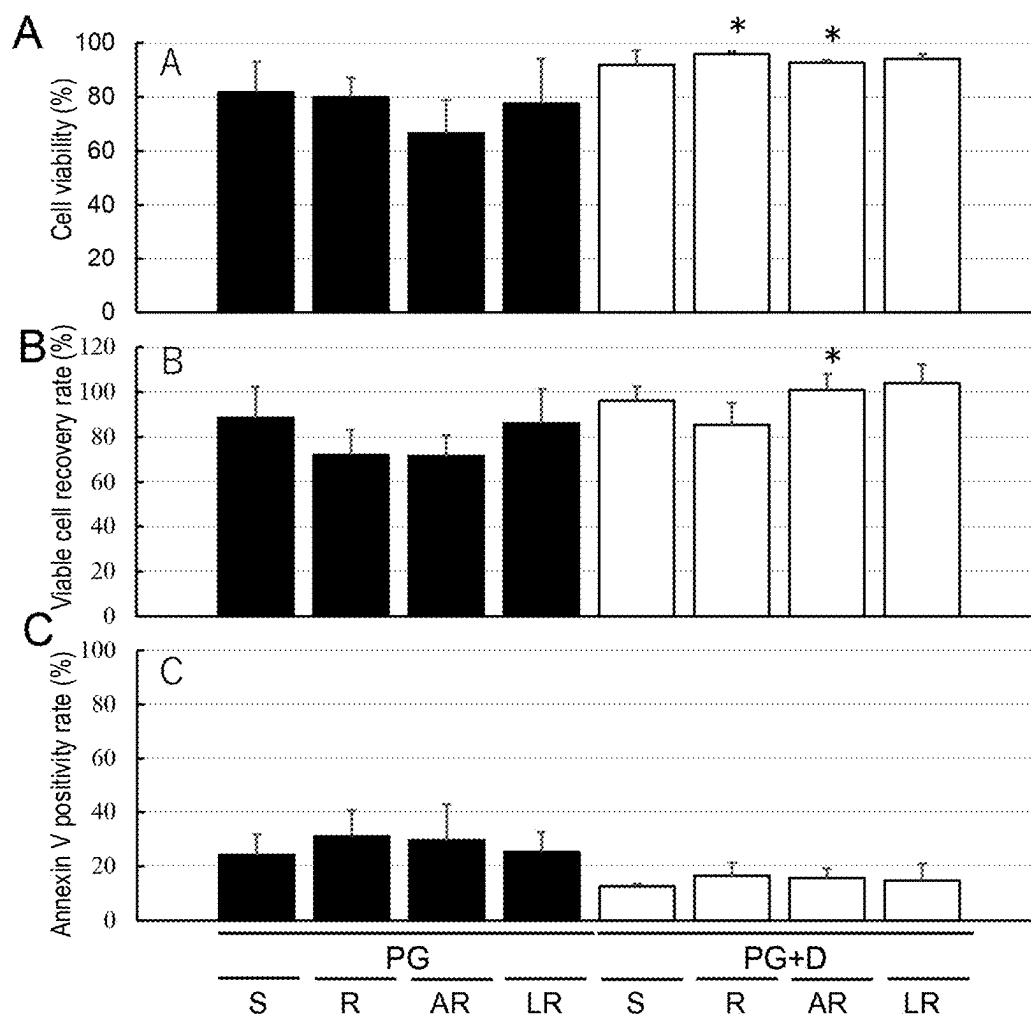 A
A
Cell viability (%)
100
80
60
40
20
0
* *
B
B
Viable cell recovery rate (%)
120
100
80
60
40
20
0
*
C
C
Annexin V positivity rate (%)
100
80
60
40
20
0
PG PG+D
S R AR LR S R AR LR